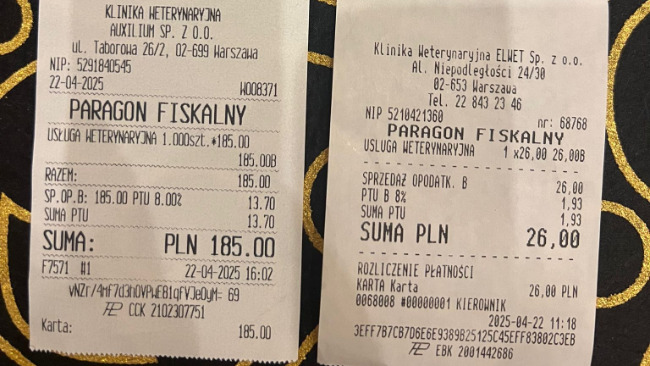 KLINIKA WETERYNARYJNA
AUXILIUM SP. Z O.O.
ul. Taborowa 26/2, 02-699 Warszawa
NIP: 5291840545
22-04-2025 W008371
PARAGON FISKALNY
USŁUGA WETERYNARYJNA 1.000szt.*185.00
185.00B
RAZEM: 185.00
SP.OP.B: 185.00 PTU 8.00% 13.70
SUMA PTU 13.70
SUMA: PLN 185.00
F7571 #1 22-04-2025 16:02
69
CCK 2102307751
Karta: 185.00
Klinika Weterynaryjna ELWET Sp. z o.o.
Al. Niepodległości 24/30
02-653 Warszawa
Tel. 22 843 23 46
NIP 5210421360 nr: 68768
PARAGON FISKALNY
USŁUGA WETERYNARYJNA 1 x26,00 26,00B
SPRZEDAŻ OPODATK. B 26,00
PTU B 8% 1,93
SUMA PTU 1,93
SUMA PLN 26,00
ROZLICZENIE PŁATNOŚCI
KARTA Karta 26,00 PLN
0068008 #00000001 KIEROWNIK
2025-04-22 11:18
3EFF7B7CB7D6E6E9389B25125C45EFF83802C3EB
EBK 2001442686